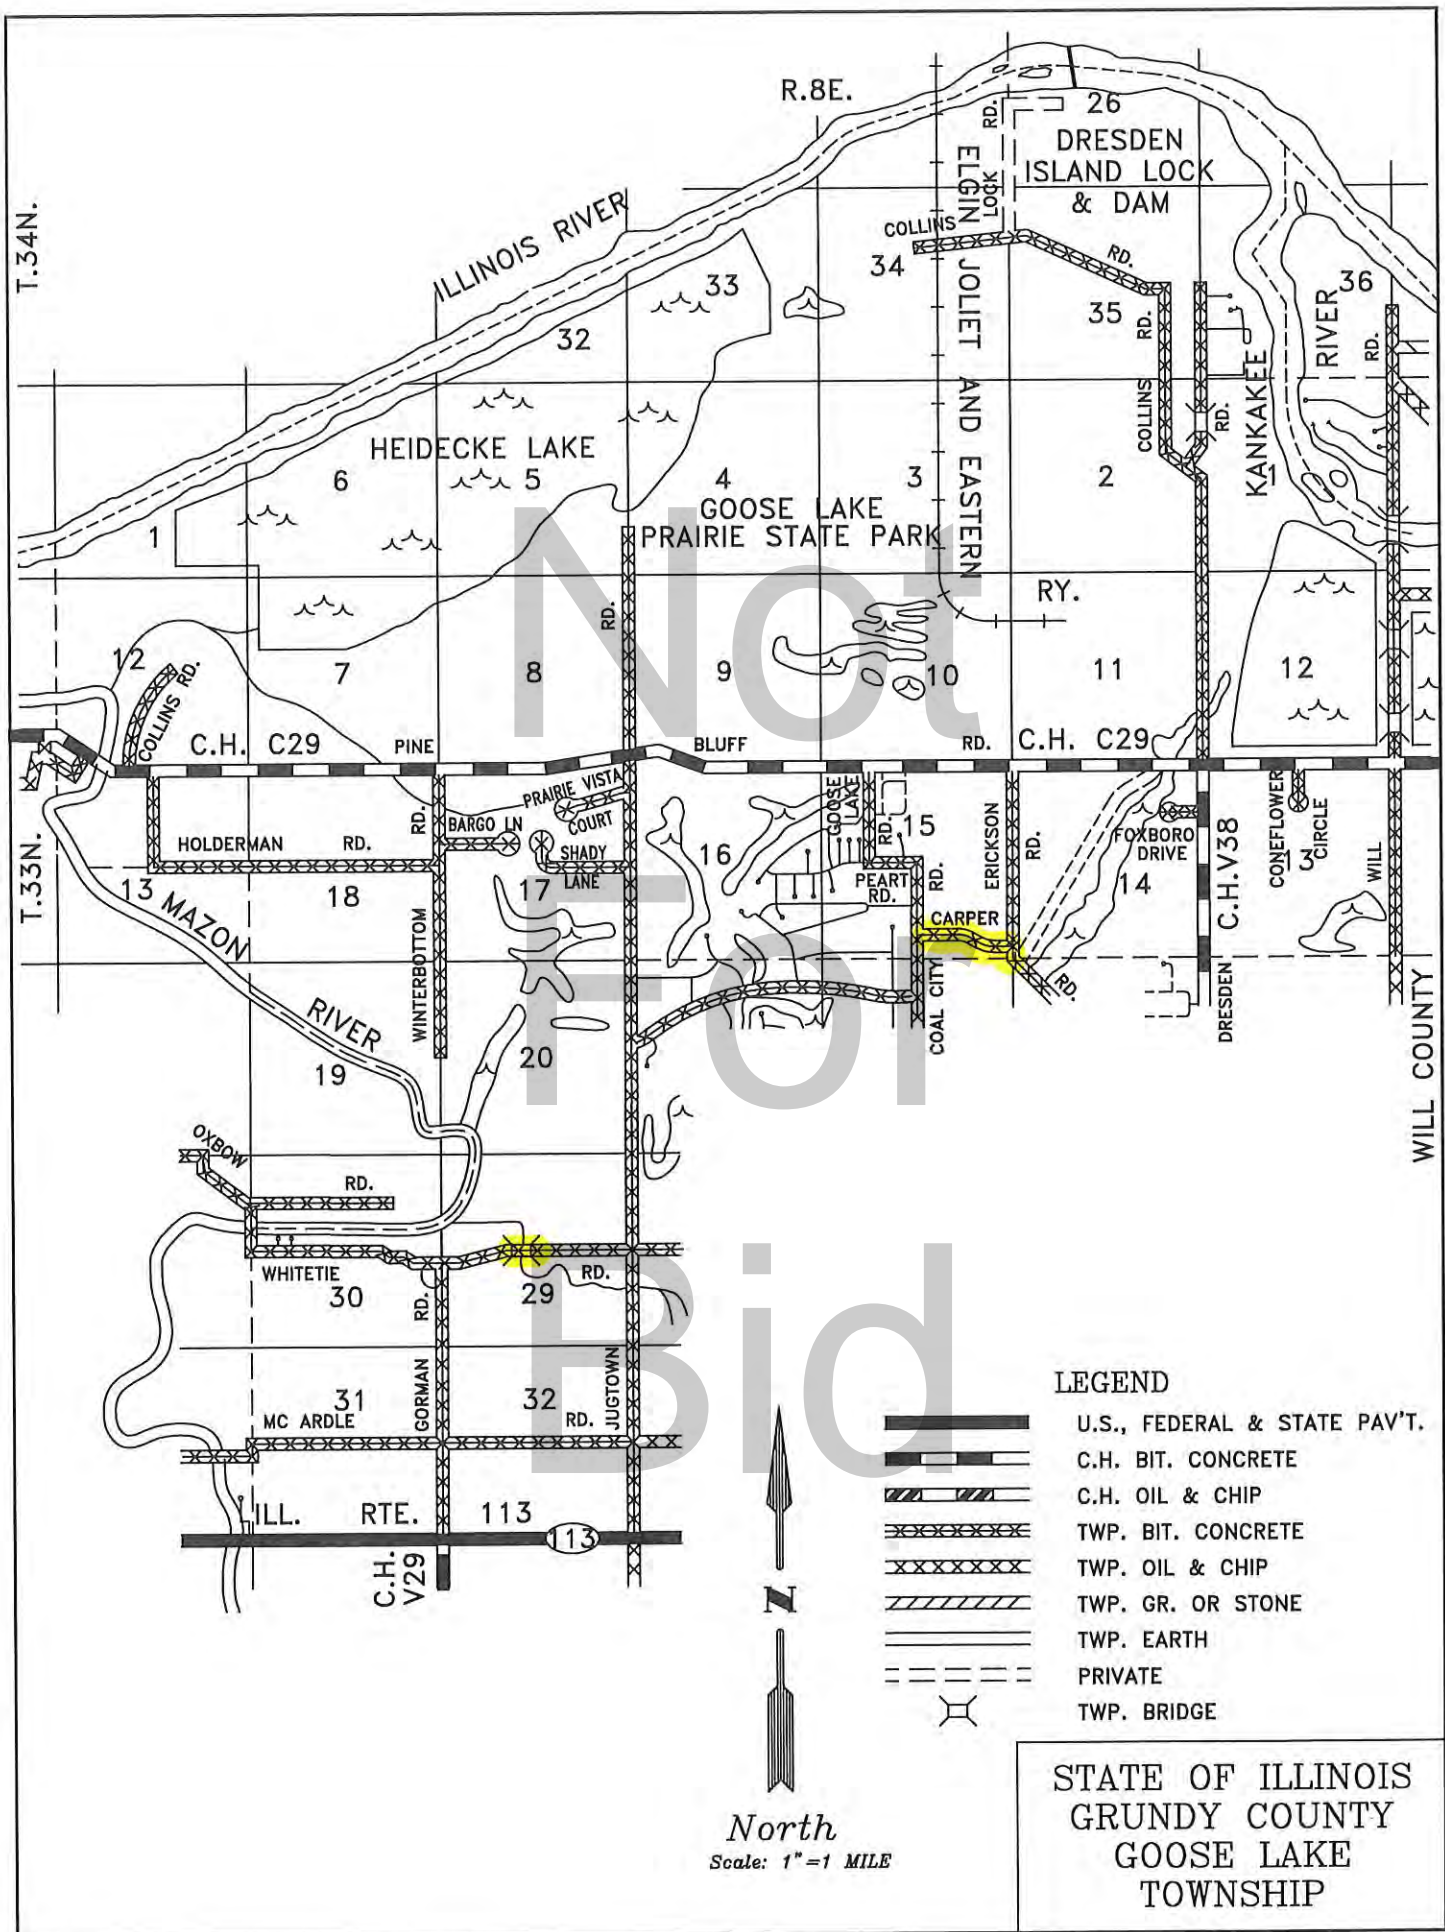 R.8E.
26
DRESDEN
ISLAND LOCK
& DAM
LOCK RD.
ELGIN JOLIET AND EASTERN
RY.
T.34N.
ILLINOIS RIVER
COLLINS RD.
34
33
32
35
36
COLLINS RD.
RD.
KANKAKEE RIVER
RD.
HEIDECKE LAKE
6
5
4
3
2
1
1
GOOSE LAKE
PRAIRIE STATE PARK
Not
For
Bid
RD.
12
7
8
9
10
11
12
COLLINS RD.
C.H. C29
PINE
BLUFF
RD.
C.H. C29
T.33N.
HOLDERMAN RD.
RD.
BARGO LN
PRAIRIE VISTA
COURT
SHADY
LANE
GOOSE
LAKE
RD.
15
16
PEART
RD.
RD.
ERICKSON
RD.
FOXBORO
DRIVE
C.H.V38
CONEFLOWER
CIRCLE
13
WILL
13
18
17
14
CARPER
RD.
MAZON
RIVER
WINTERBOTTOM
COAL CITY
DRESDEN
WILL COUNTY
19
20
OXBOW
RD.
WHITETIE
RD.
30
29
RD.
GORMAN
JUGTOWN
31
32
MC ARDLE
RD.
ILL. RTE. 113
113
C.H.
V29
LEGEND
U.S., FEDERAL & STATE PAV'T.
C.H. BIT. CONCRETE
C.H. OIL & CHIP
TWP. BIT. CONCRETE
TWP. OIL & CHIP
TWP. GR. OR STONE
TWP. EARTH
PRIVATE
TWP. BRIDGE
N
North
Scale: 1"=1 MILE
STATE OF ILLINOIS
GRUNDY COUNTY
GOOSE LAKE
TOWNSHIP